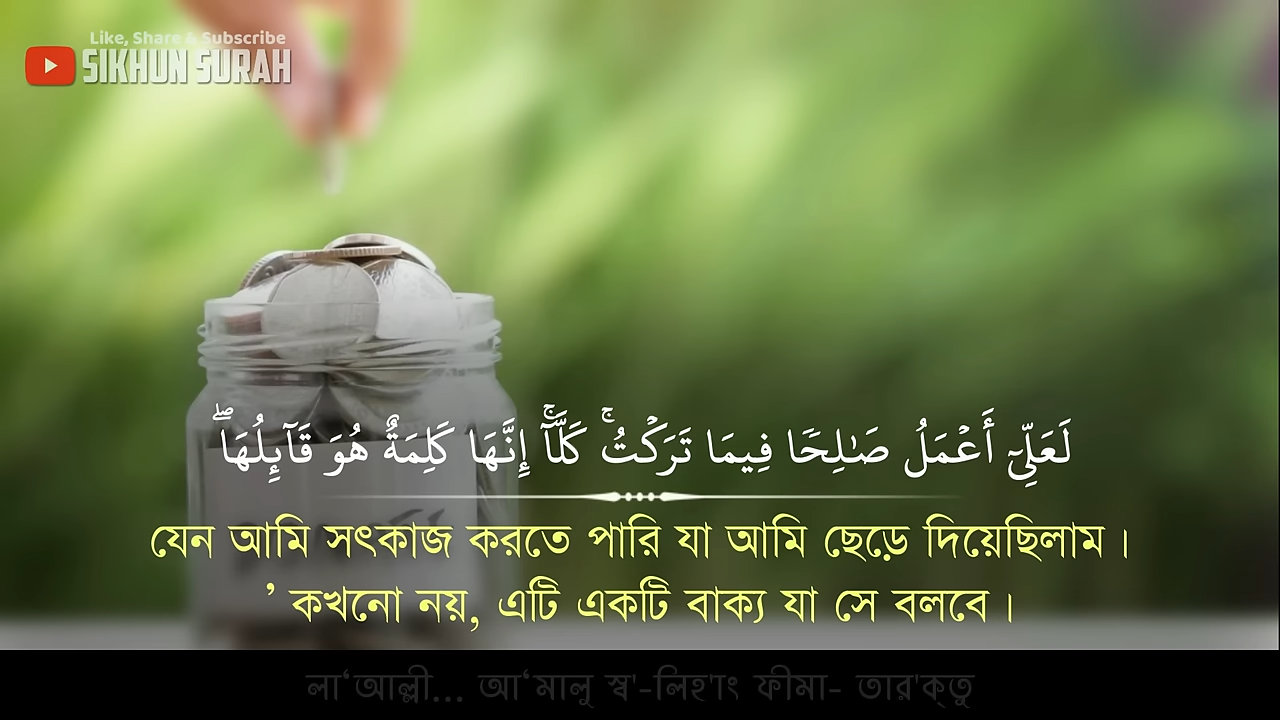 Like, Share & Subscribe
SIKHUN SURAH
لَعَلِّىٓ أَعْمَلُ صَـٰلِحًا فِيمَا تَرَكْتُ ۚ كَلَّآ ۚ إِنَّهَا كَلِمَةٌ هُوَ قَآئِلُهَا ۖ
যেন আমি সৎকাজ করতে পারি যা আমি ছেড়ে দিয়েছিলাম।
’ কখনো নয়, এটি একটি বাক্য যা সে বলবে।
লা‘আল্লী... আ‘মালু স্ব'-লিহা'ং ফীমা- তার'ক্তু